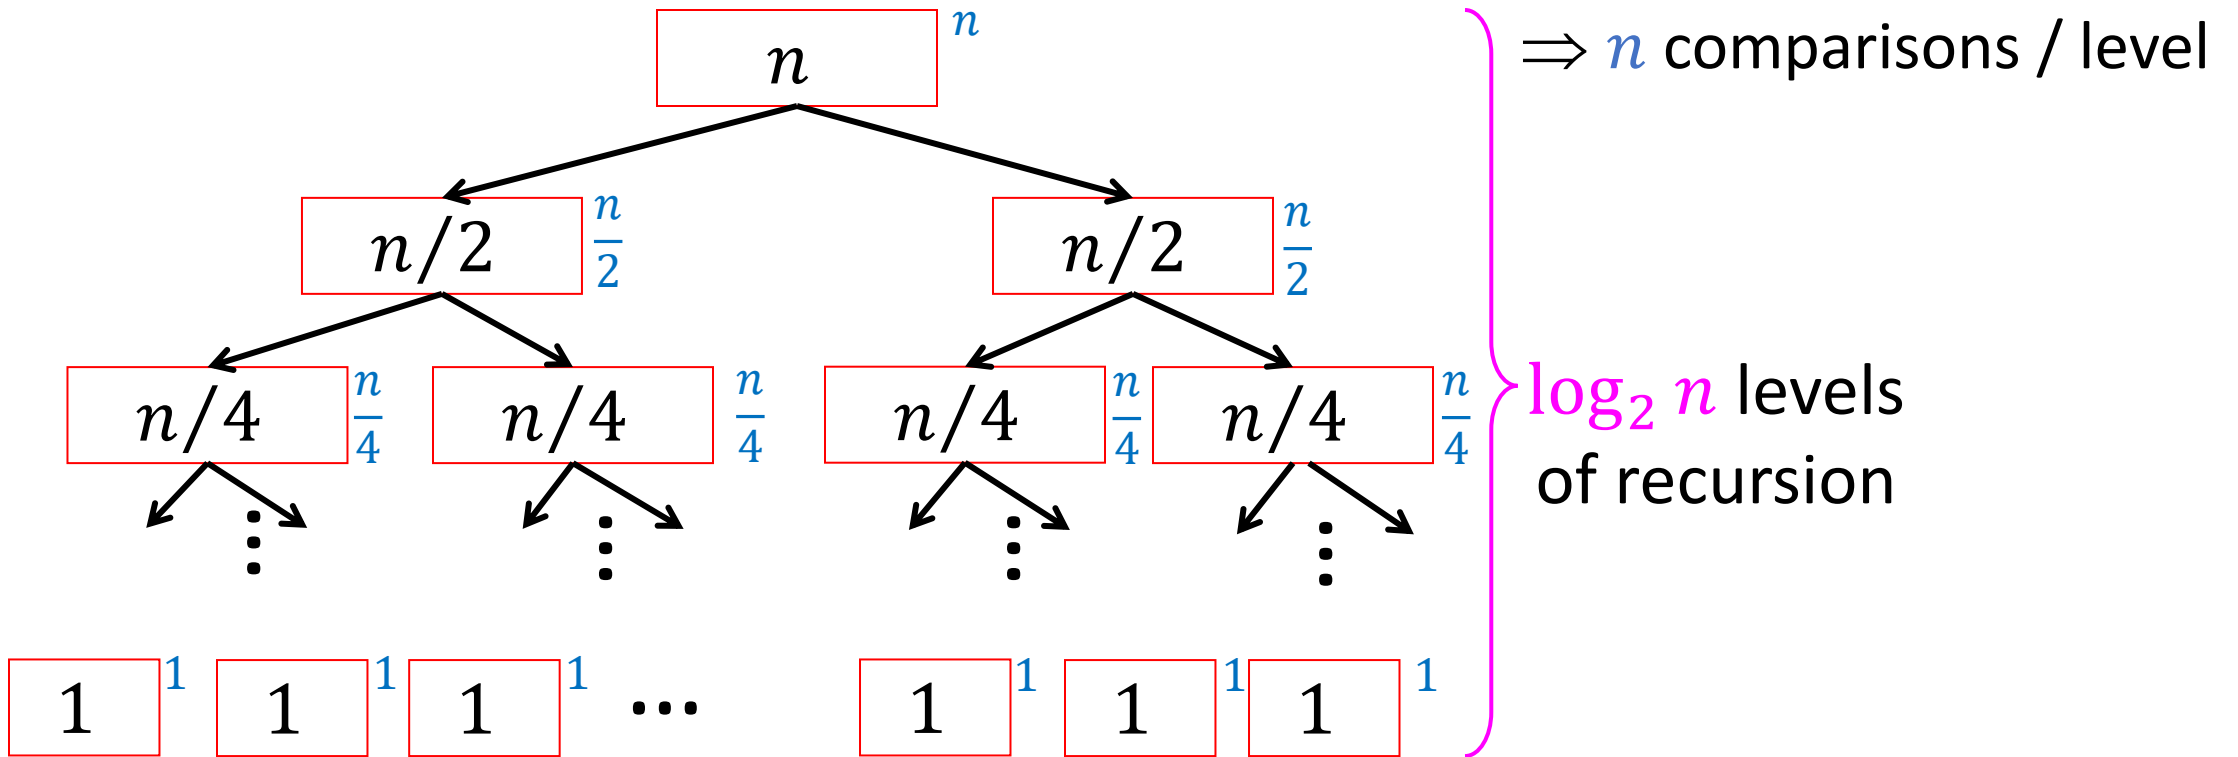 n n ⇒ n comparisons / level
n/2 n/2 n/2 n/2
n/4 n/4 n/4 n/4 n/4 n/4 n/4 n/4
log₂ n levels
of recursion
⋮ ⋮ ⋮ ⋮
1 1 1 1 1 1 ⋯ 1 1 1 1 1 1